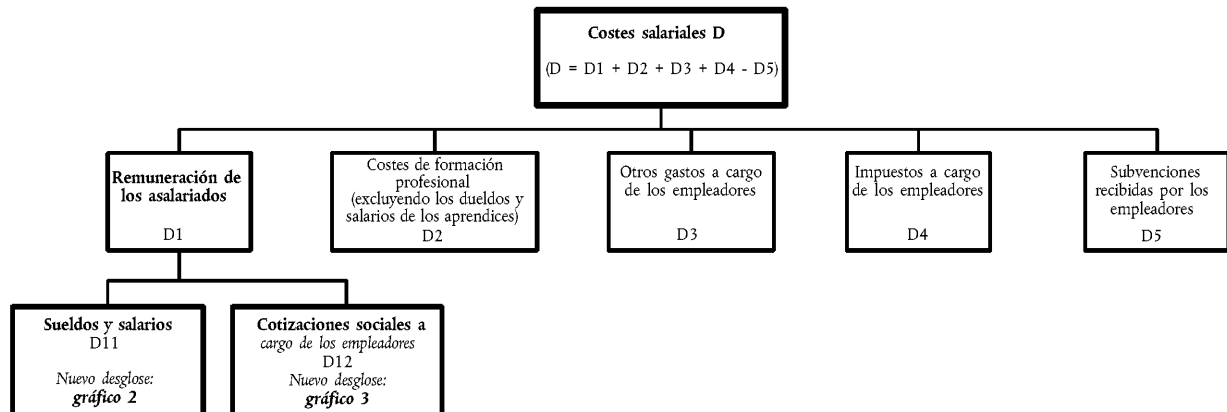 Costes salariales D
(D = D1 + D2 + D3 + D4 - D5)
Remuneración de
los asalariados
D1
Costes de formación
profesional
(excluyendo los dueldos y
salarios de los aprendices)
D2
Otros gastos a cargo
de los empleadores
D3
Impuestos a cargo
de los empleadores
D4
Subvenciones
recibidas por los
empleadores
D5
Sueldos y salarios
D11
Nuevo desglose:
gráfico 2
Cotizaciones sociales a
cargo de los empleadores
D12
Nuevo desglose:
gráfico 3